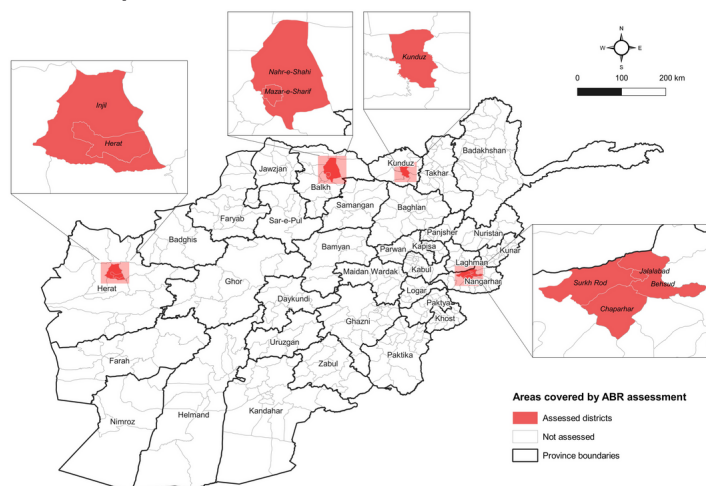 N
W E
S
0 100 200 km
Nahr-e-Shahi
Mazar-e-Sharif
Kunduz
Injil
Herat
Badakhshan
Kunduz
Jawzjan
Takhar
Balkh
Faryab
Samangan
Baghlan
Sar-e-Pul
Badghis
Panjsher
Nuristan
Bamyan
Parwan
Kapisa
Kunar
Laghman
Herat
Ghor
Maidan Wardak
Kabul
Nangarhar
Daykundi
Logar
Paktya
Ghazni
Khost
Uruzgan
Farah
Zabul
Paktika
Nimroz
Helmand
Kandahar
Jalalabad
Surkh Rod
Behsud
Chaparhar
Areas covered by ABR assessment
Assessed districts
Not assessed
Province boundaries